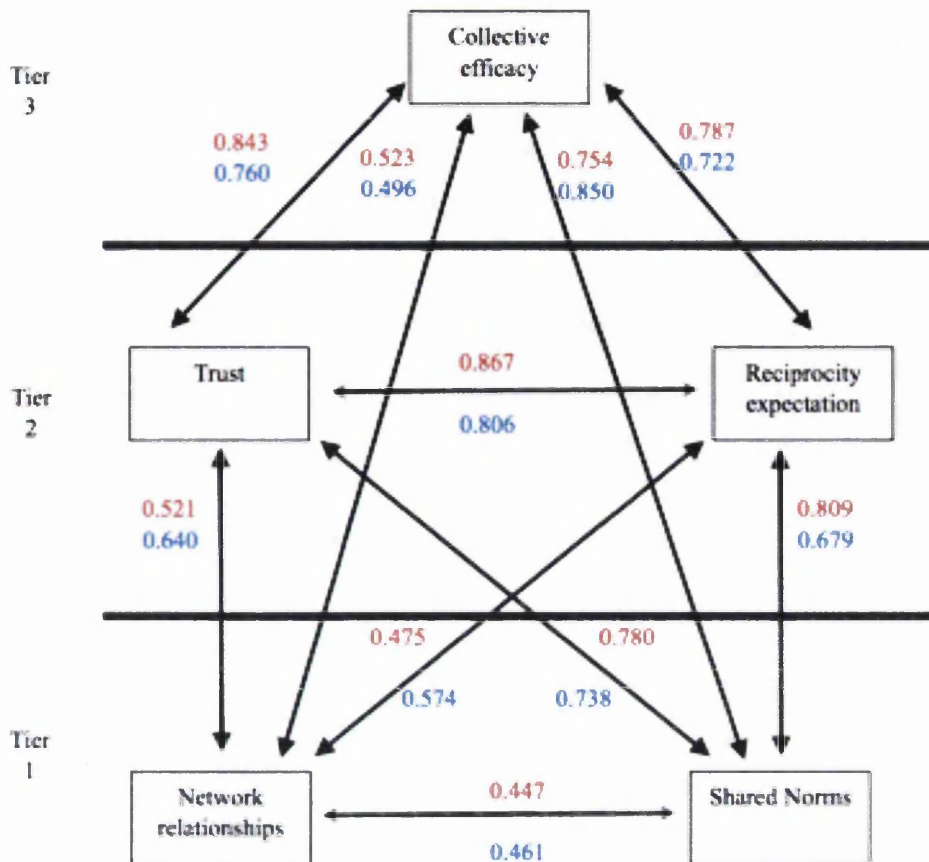 Collective
efficacy
Tier
3
0.843
0.760
0.523
0.496
0.754
0.850
0.787
0.722
Trust
0.867
0.806
Reciprocity
expectation
Tier
2
0.521
0.640
0.809
0.679
0.475
0.780
0.574
0.738
Tier
1
Network
relationships
0.447
0.461
Shared Norms